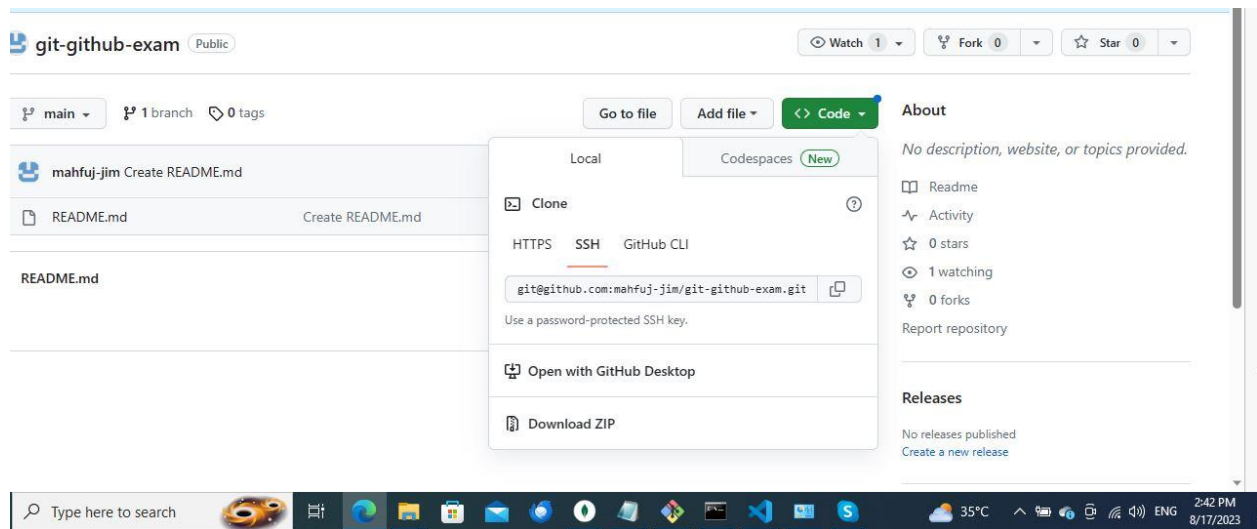 git-github-exam Public
Watch 1 Fork 0 Star 0
main 1 branch 0 tags Go to file Add file <> Code
mahfuj-jim Create README.md
README.md Create README.md
README.md
Local Codespaces New
Clone
HTTPS SSH GitHub CLI
git@github.com:mahfuj-jim/git-github-exam.git
Use a password-protected SSH key.
Open with GitHub Desktop
Download ZIP
About
No description, website, or topics provided.
Readme
Activity
0 stars
1 watching
0 forks
Report repository
Releases
No releases published
Create a new release
Type here to search 35°C ENG 2:42 PM
8/17/2023